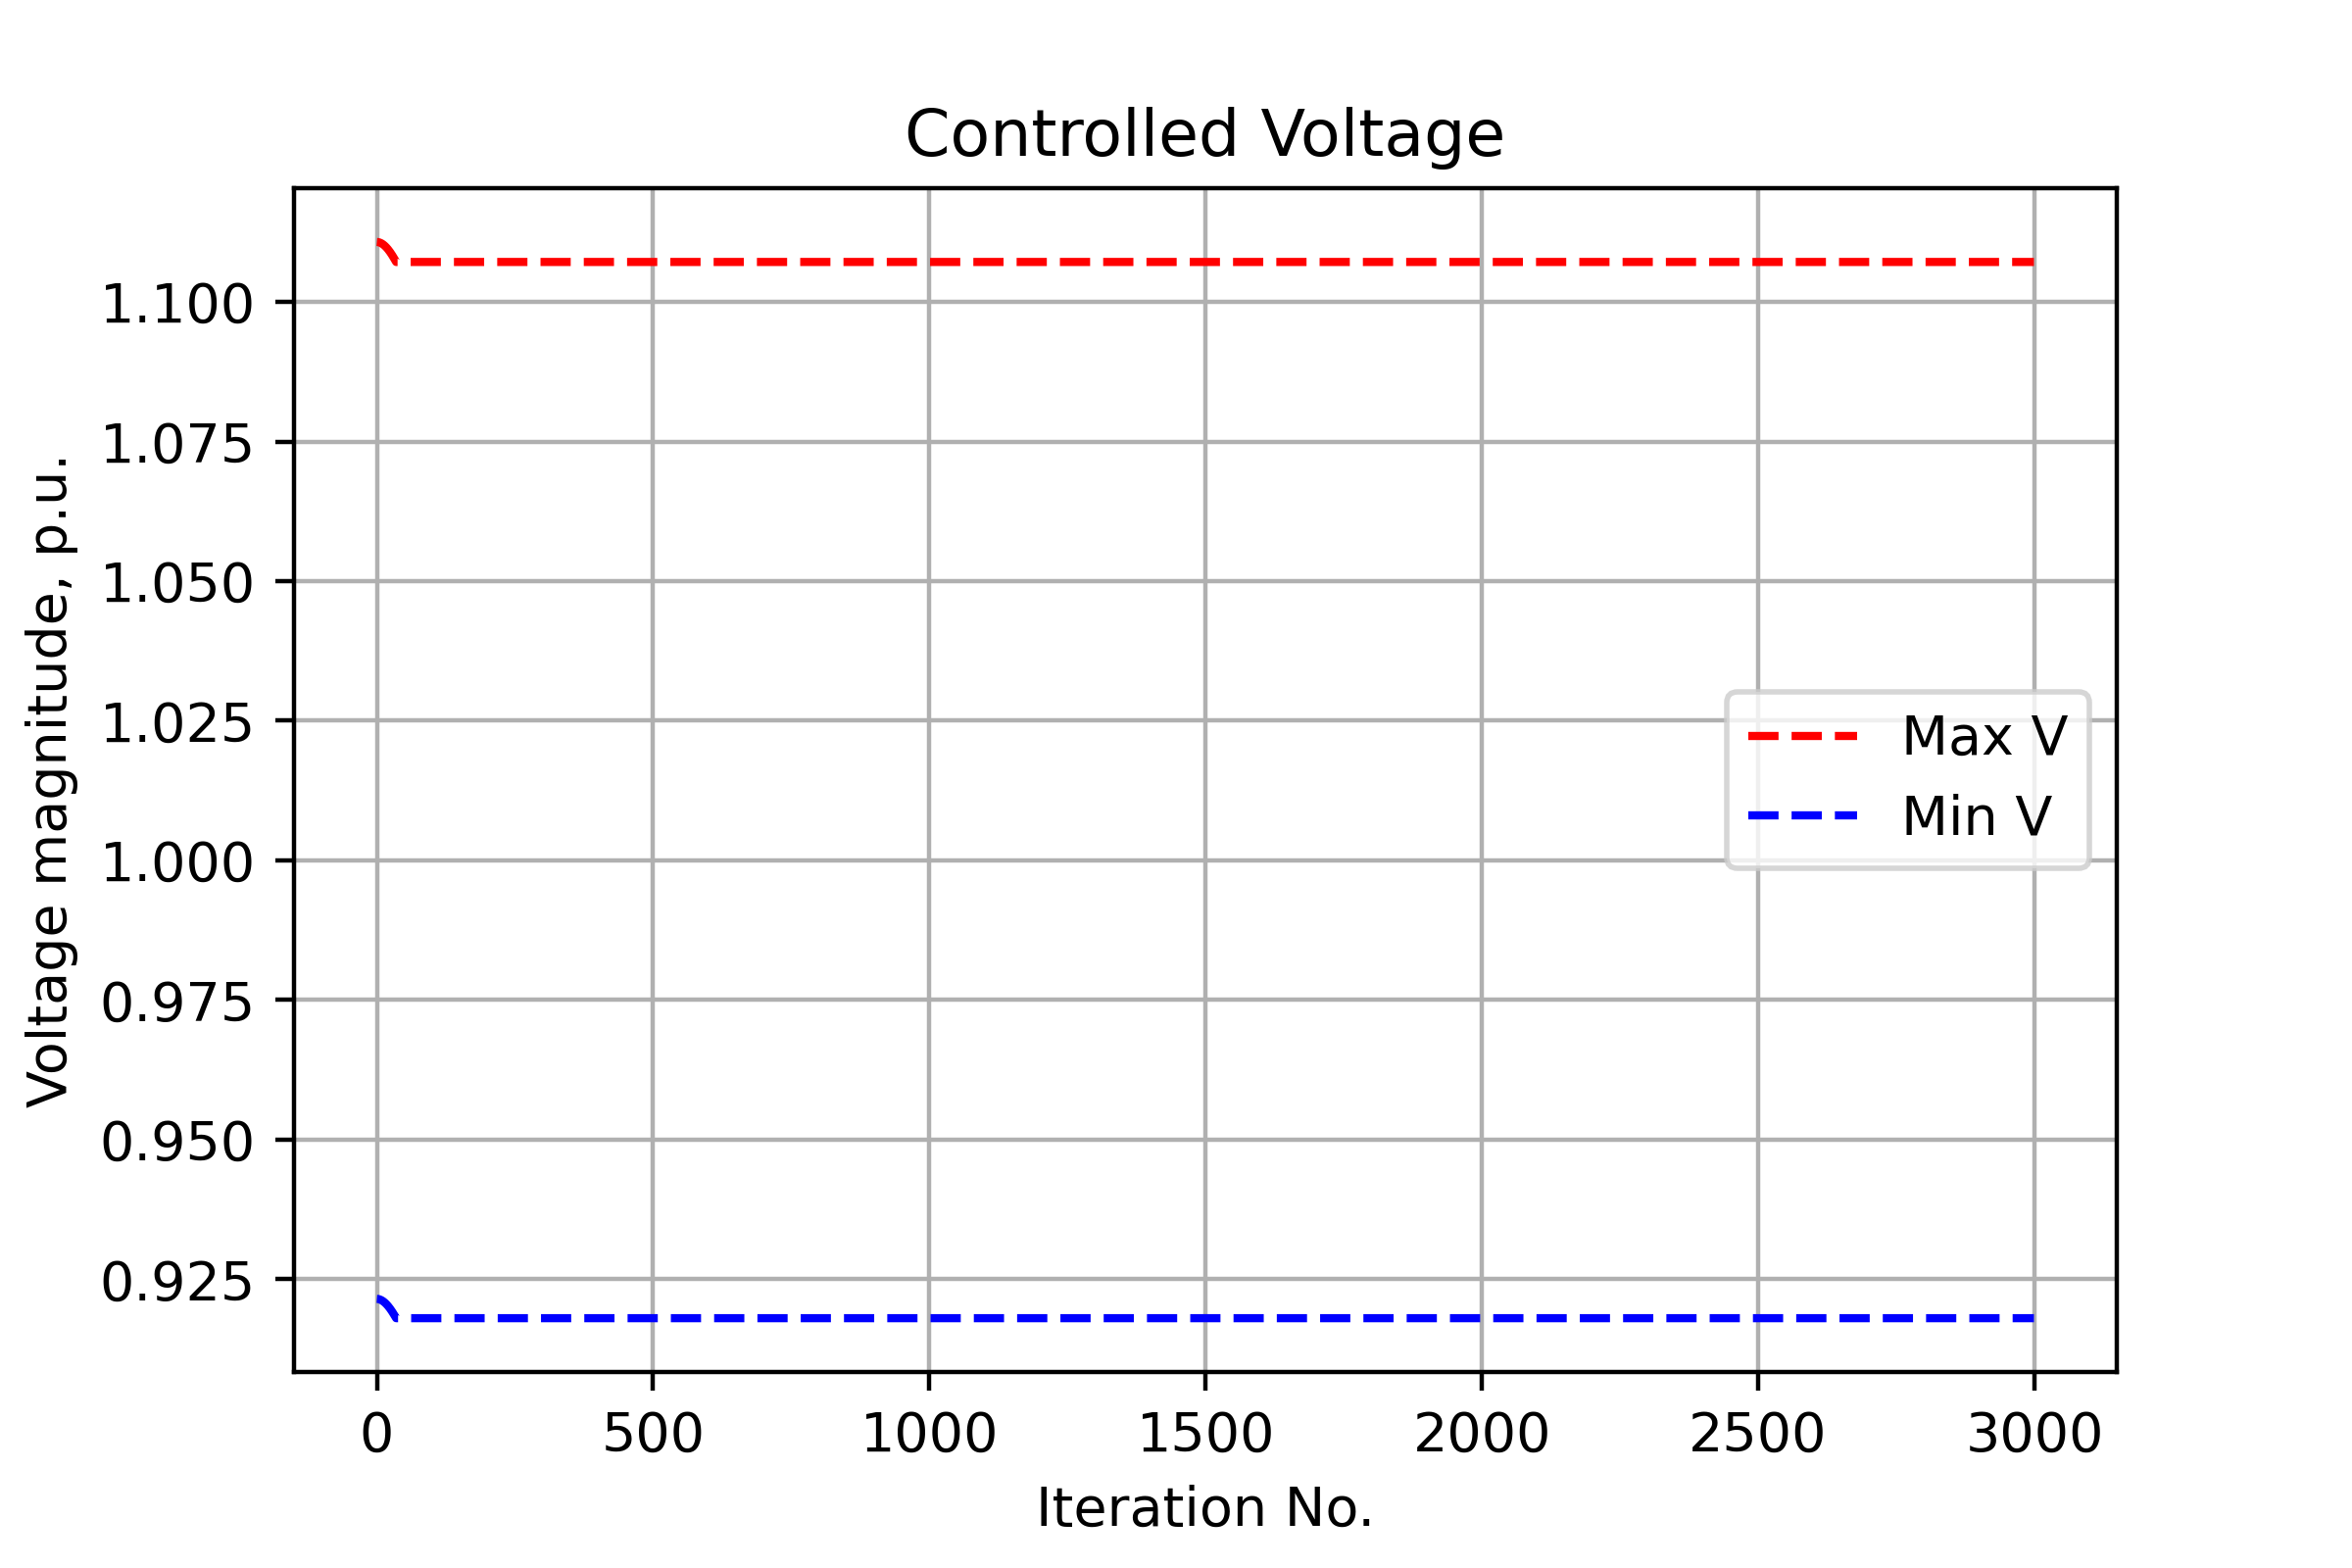 Controlled Voltage
Voltage magnitude, p.u.
1.100
1.075
1.050
1.025
1.000
0.975
0.950
0.925
Max V
Min V
0 500 1000 1500 2000 2500 3000
Iteration No.